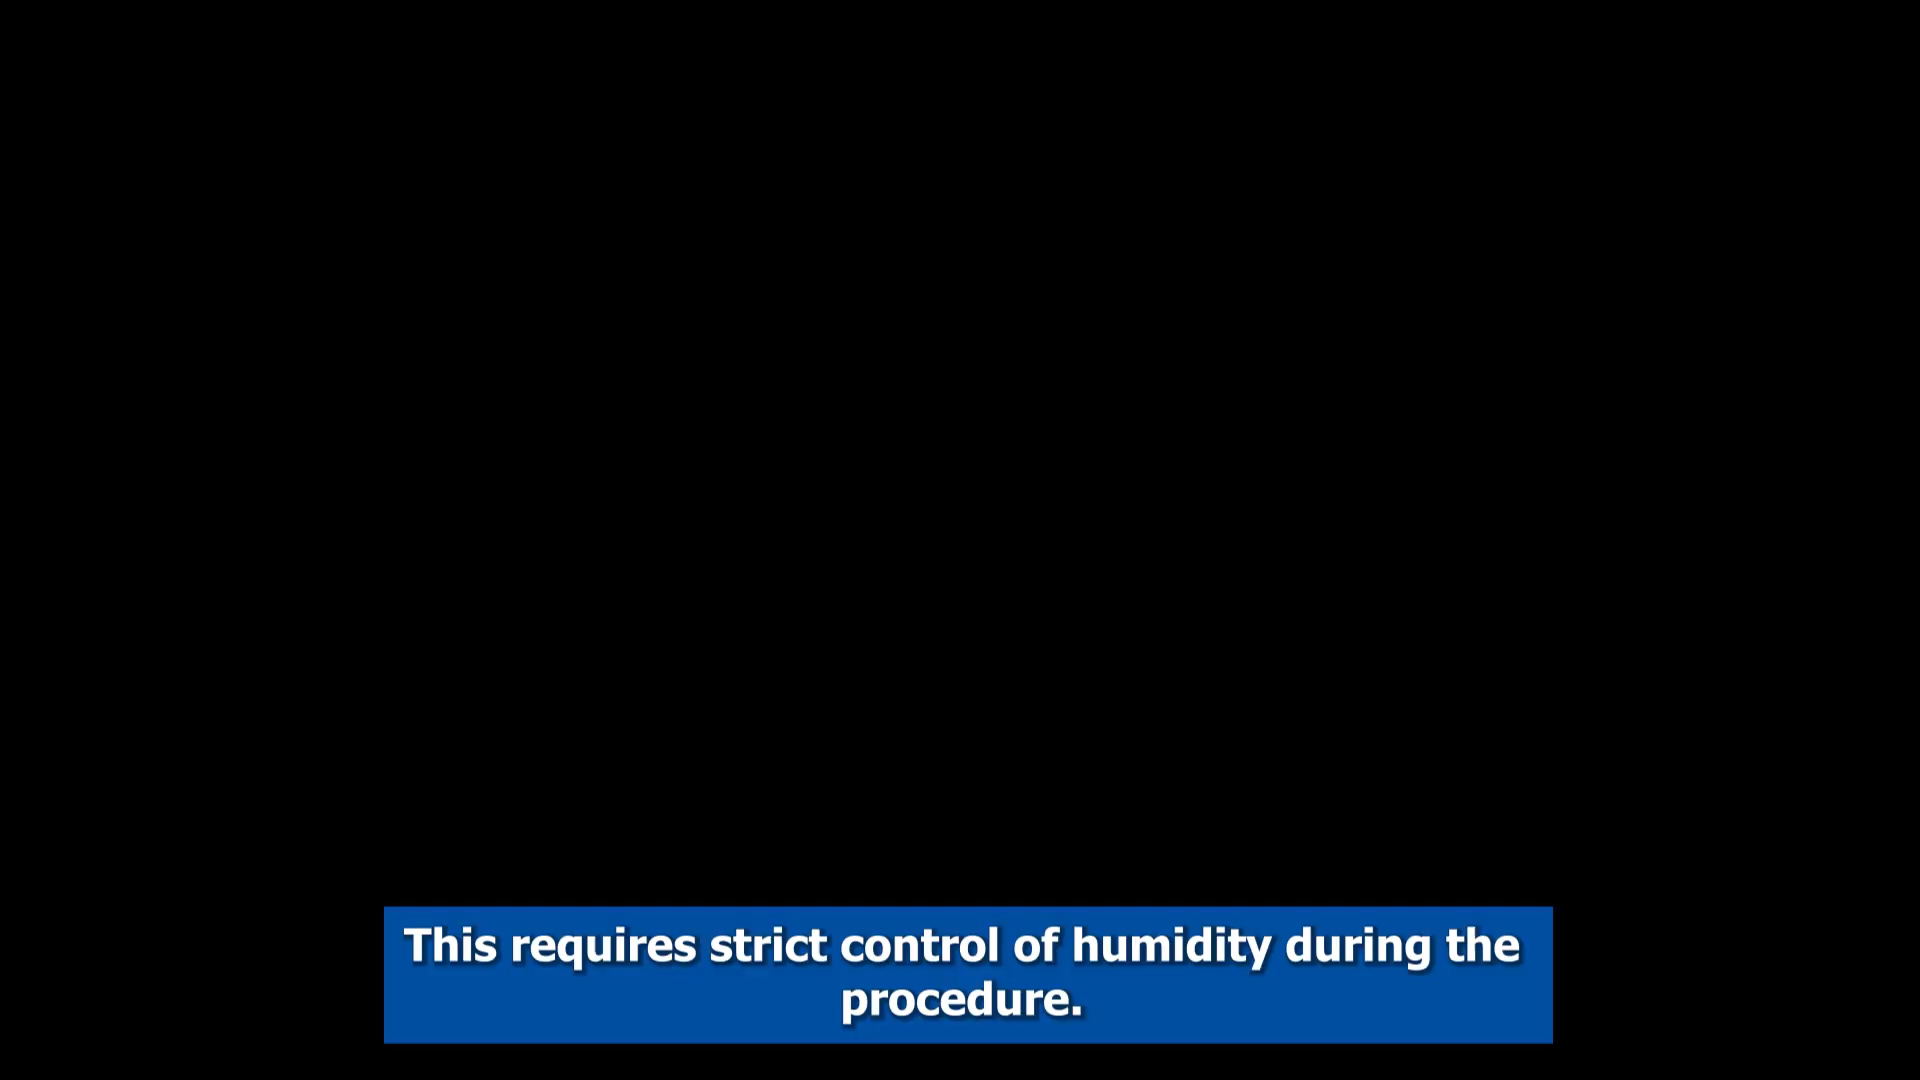 This requires strict control of humidity during the
procedure.